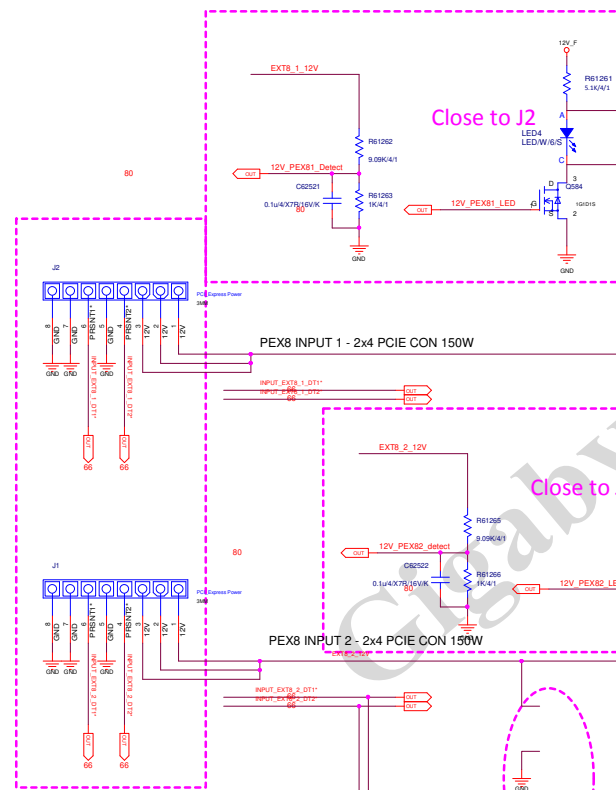 12V_F
EXT8_1_12V
R61261
5.1K/4/1
Close to J2
A
LED4
LED/W/6/S
C
R61262
9.09K/4/1
12V_PEX81_Detect
OUT
C62521
0.1u/4/X7R/16V/K
80
R61263
1K/4/1
GND
80
D
3
Q584
G
S
2
1
OUT
12V_PEX81_LED
GND
J2
PCI Express Power
8
7
6
5
4
3
2
1
GND
GND
PRSNT1*
GND
PRSNT2*
12V
12V
12V
GND
GND
GND
INPUT_EXT8_1_DT1*
INPUT_EXT8_1_DT2*
OUT
OUT
66
66
PEX8 INPUT 1 - 2x4 PCIE CON 150W
INPUT_EXT8_1_DT1*
66
OUT
INPUT_EXT8_1_DT2*
66
OUT
EXT8_2_12V
Close to
R61265
9.09K/4/1
12V_PEX82_detect
OUT
C62522
0.1u/4/X7R/16V/K
80
R61266
1K/4/1
OUT
12V_PEX82_LE
80
J1
PCI Express Power
8
7
6
5
4
3
2
1
GND
GND
PRSNT1*
GND
PRSNT2*
12V
12V
12V
GND
GND
GND
INPUT_EXT8_2_DT1*
INPUT_EXT8_2_DT2*
OUT
OUT
66
66
PEX8 INPUT 2 - 2x4 PCIE CON 150W
EXT8_2_12V
INPUT_EXT8_2_DT1*
66
OUT
INPUT_EXT8_2_DT2*
66
OUT
GND
Gigaby